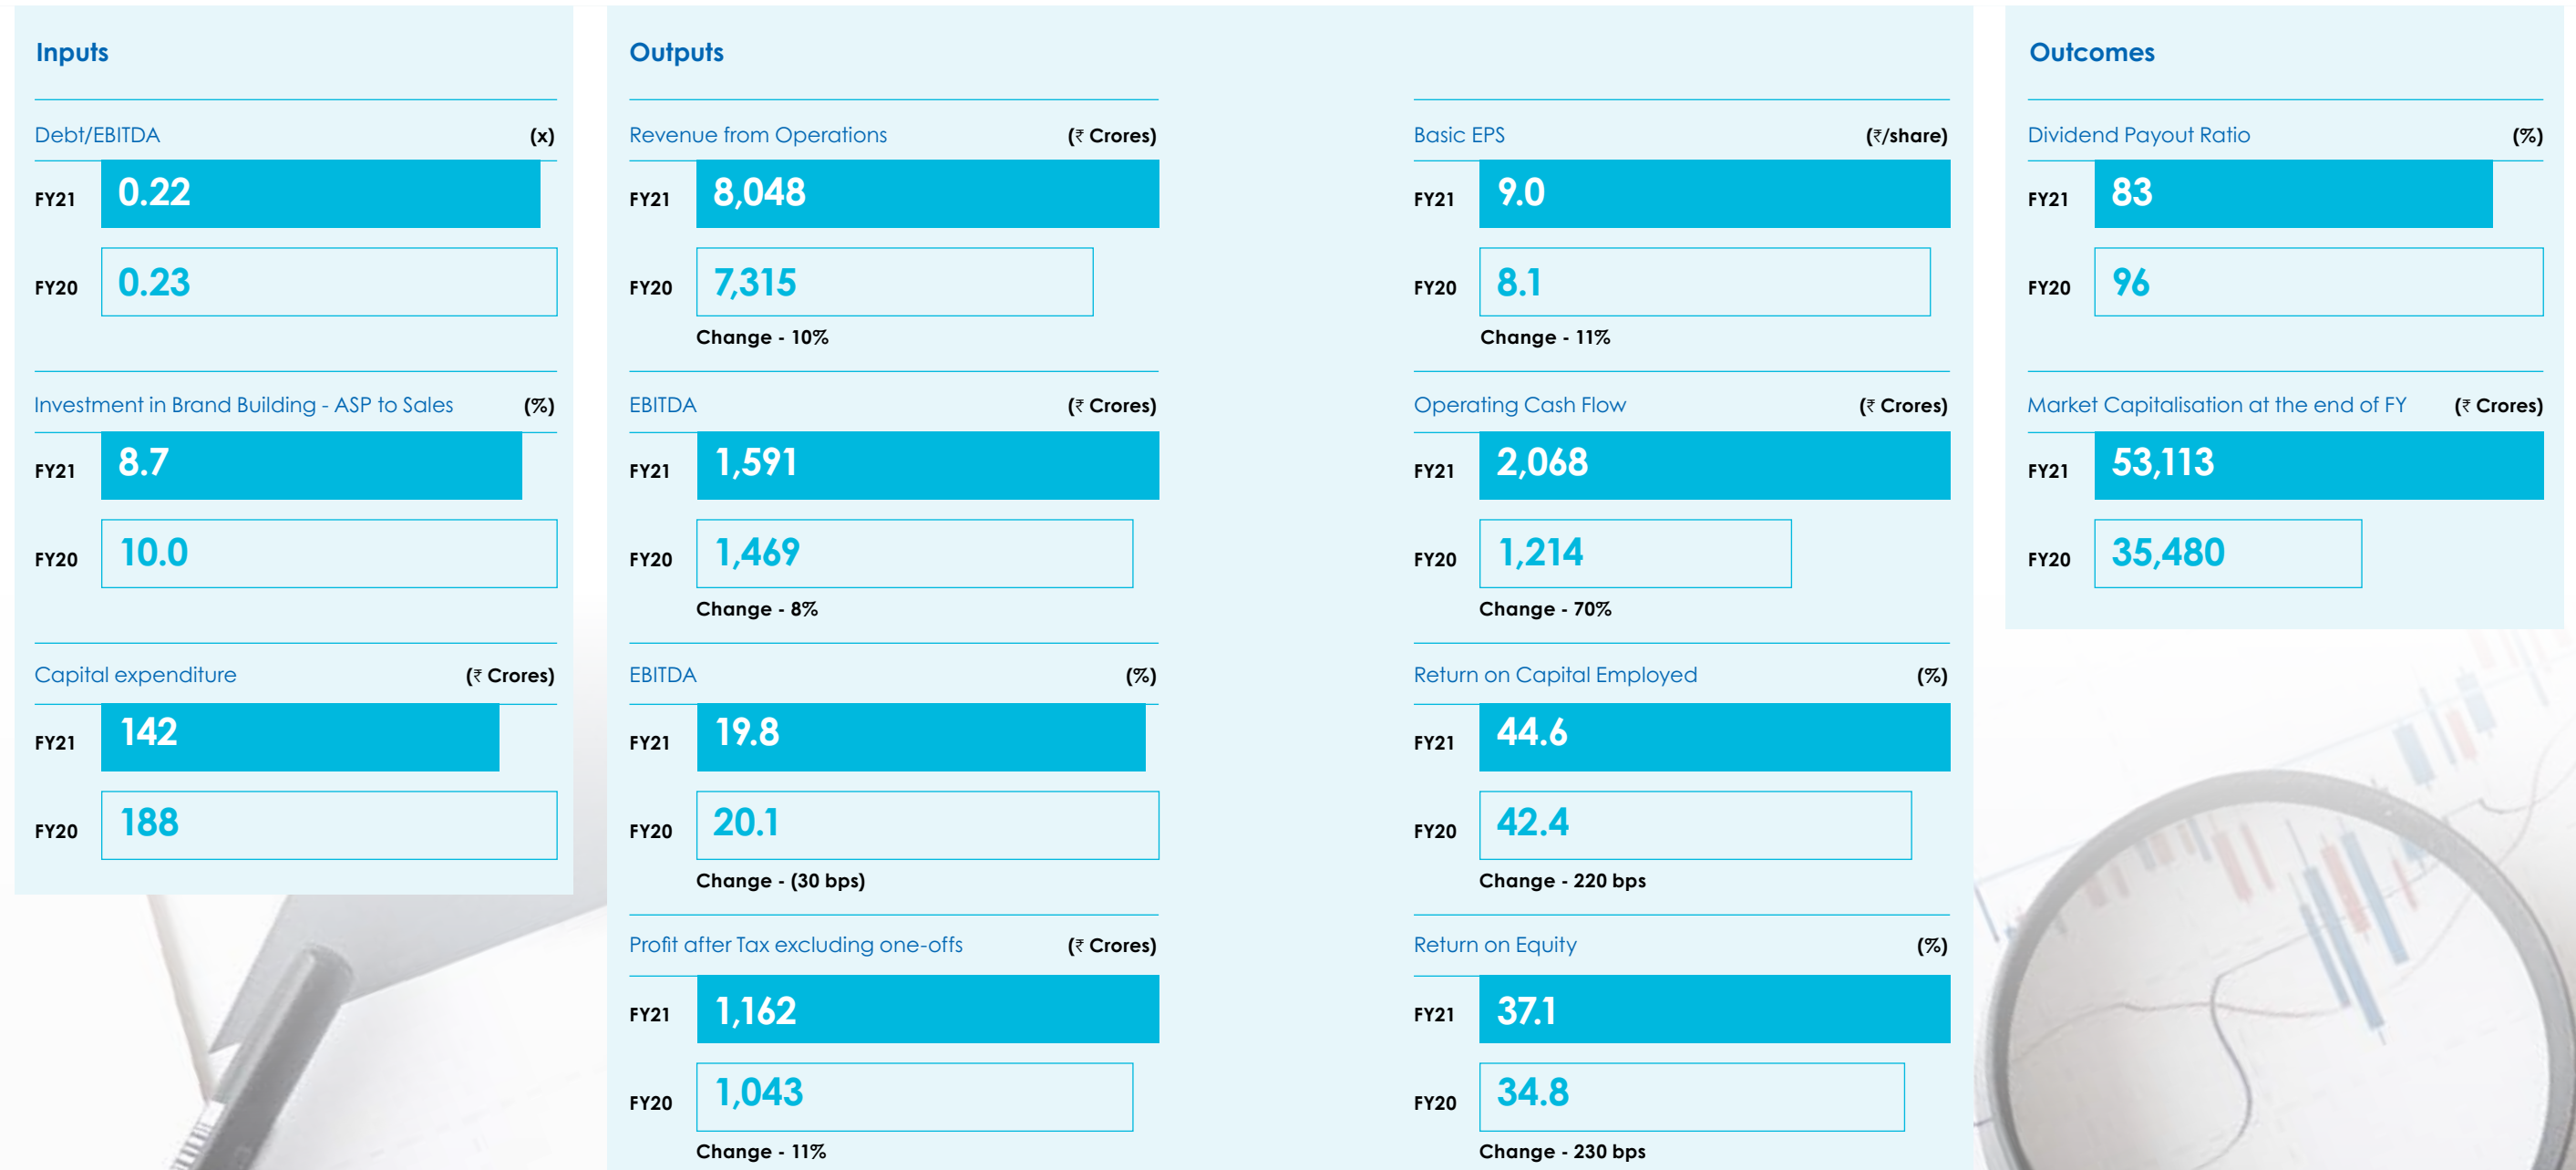 Inputs
Debt/EBITDA (x)
FY21 0.22
FY20 0.23
Investment in Brand Building - ASP to Sales (%)
FY21 8.7
FY20 10.0
Capital expenditure (₹ Crores)
FY21 142
FY20 188
Outputs
Revenue from Operations (₹ Crores)
FY21 8,048
FY20 7,315
Change - 10%
EBITDA (₹ Crores)
FY21 1,591
FY20 1,469
Change - 8%
EBITDA (%)
FY21 19.8
FY20 20.1
Change - (30 bps)
Profit after Tax excluding one-offs (₹ Crores)
FY21 1,162
FY20 1,043
Change - 11%
Basic EPS (₹/share)
FY21 9.0
FY20 8.1
Change - 11%
Operating Cash Flow (₹ Crores)
FY21 2,068
FY20 1,214
Change - 70%
Return on Capital Employed (%)
FY21 44.6
FY20 42.4
Change - 220 bps
Return on Equity (%)
FY21 37.1
FY20 34.8
Change - 230 bps
Outcomes
Dividend Payout Ratio (%)
FY21 83
FY20 96
Market Capitalisation at the end of FY (₹ Crores)
FY21 53,113
FY20 35,480